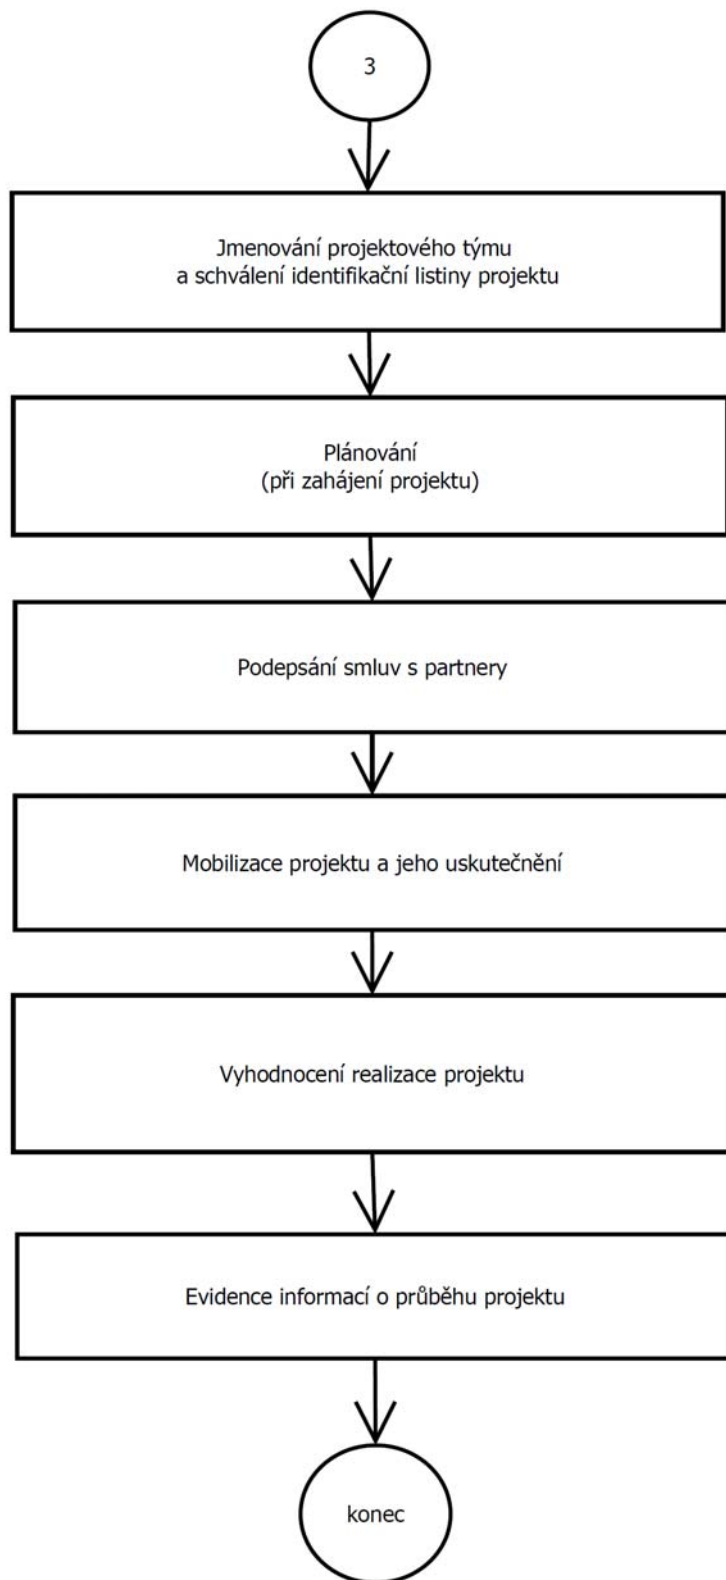 3
Jmenování projektového týmu
a schválení identifikační listiny projektu
Plánování
(při zahájení projektu)
Podepsání smluv s partnery
Mobilizace projektu a jeho uskutečnění
Vyhodnocení realizace projektu
Evidence informací o průběhu projektu
konec